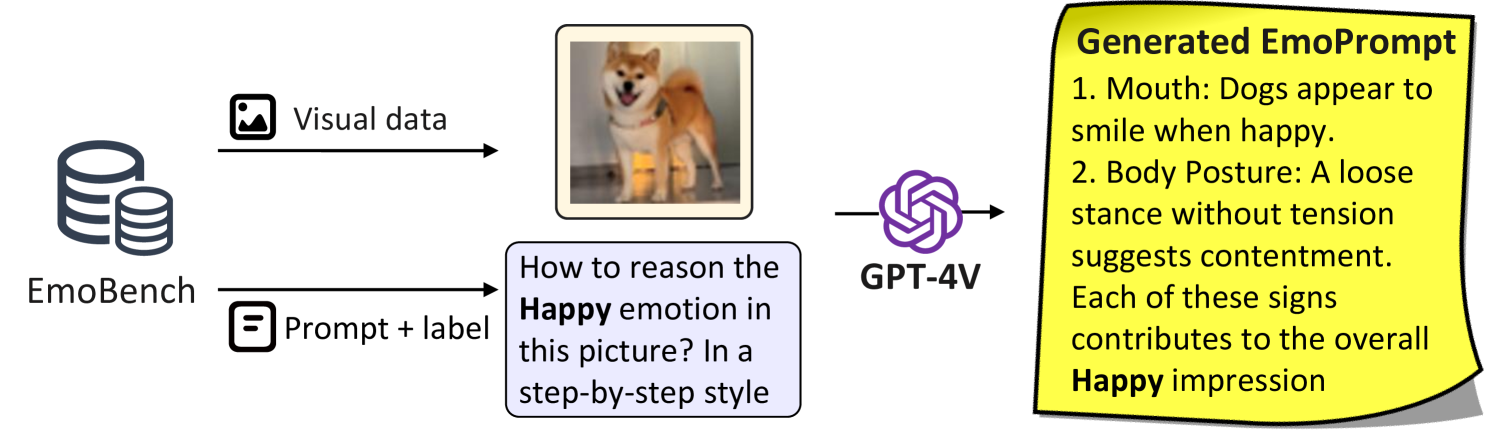 EmoBench
Visual data
Prompt + label
How to reason the
Happy emotion in
this picture? In a
step-by-step style
GPT-4V
Generated EmoPrompt
1. Mouth: Dogs appear to
smile when happy.
2. Body Posture: A loose
stance without tension
suggests contentment.
Each of these signs
contributes to the overall
Happy impression